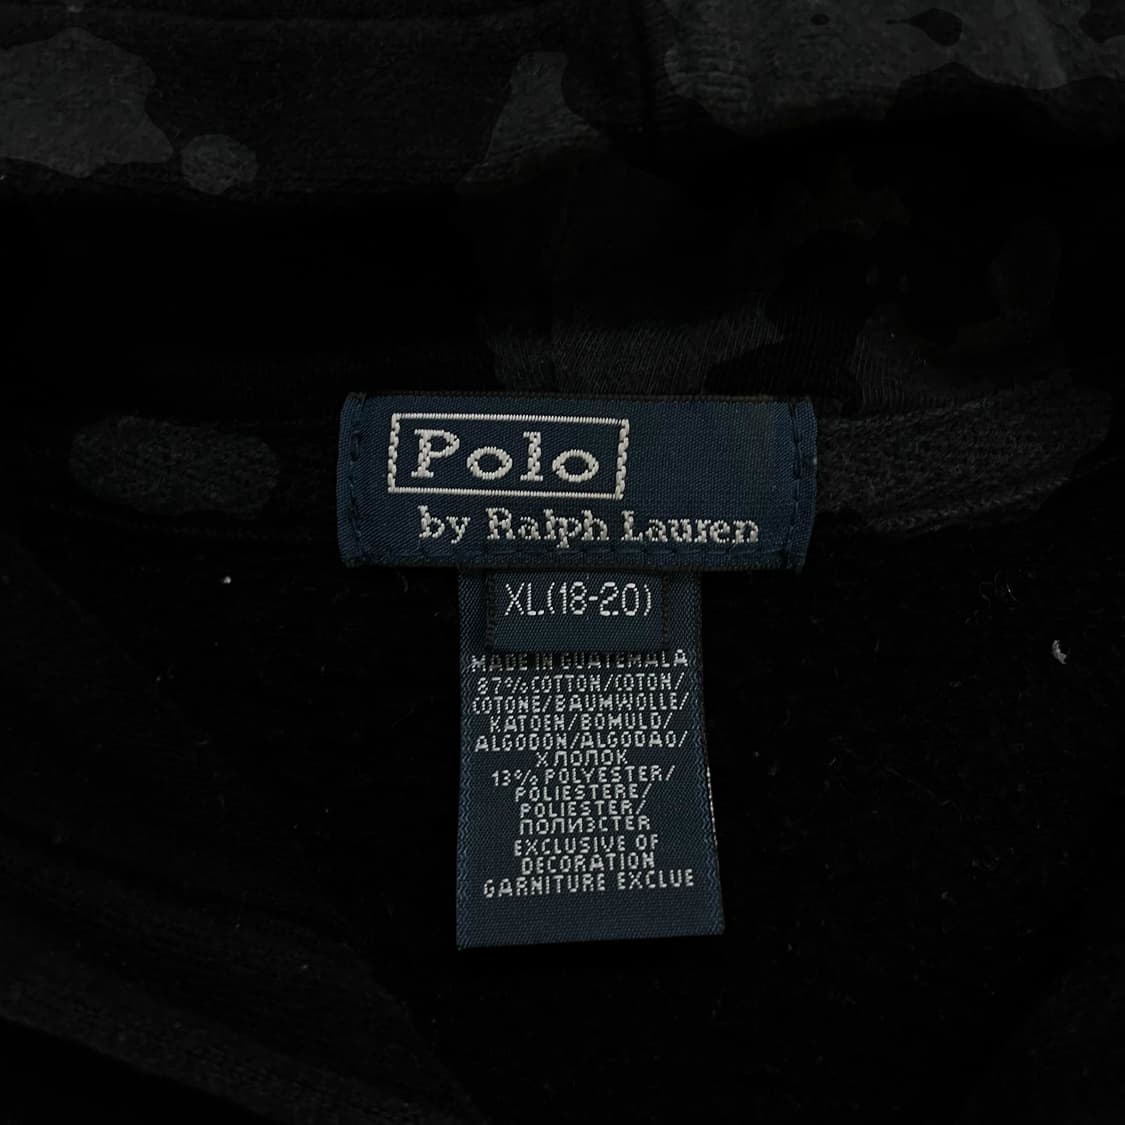 Polo
by Ralph Lauren
XL(18-20)
MADE IN GUATEMALA
87% COTTON/COTON/
COTONE/BAUMWOLLE/
KATOEN/BOMULD/
ALGODON/ALGODAO/
ХЛОПОК
13% POLYESTER/
POLIESTERE/
POLIESTER/
ПОЛИЭСТЕР
EXCLUSIVE OF
DECORATION
GARNITURE EXCLUE